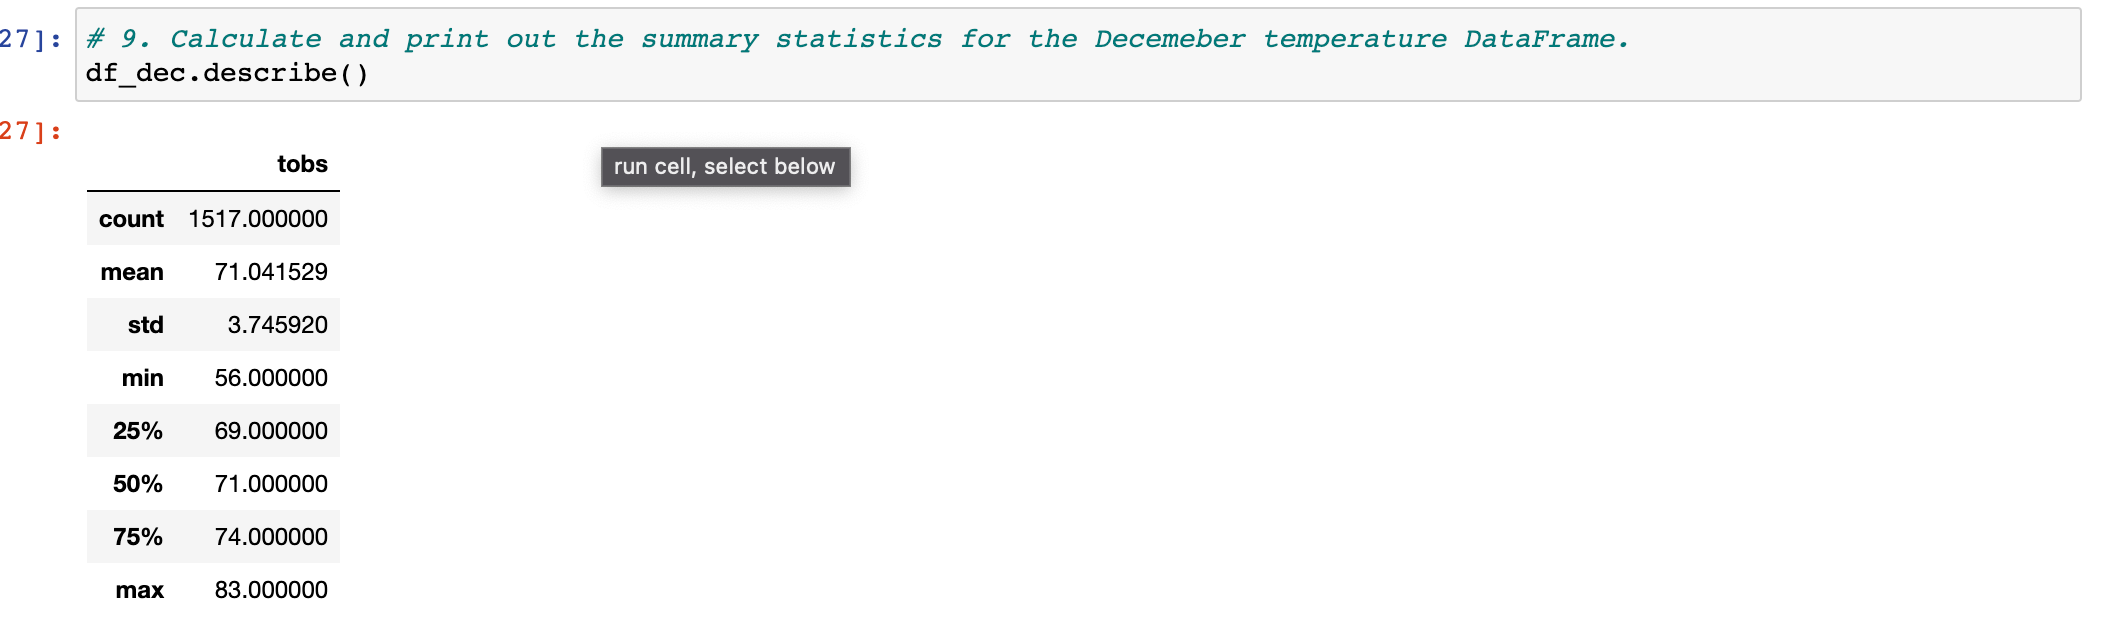 27]: # 9. Calculate and print out the summary statistics for the Decemeber temperature DataFrame.
df_dec.describe()
27]:
tobs
run cell, select below
count 1517.000000
mean 71.041529
std 3.745920
min 56.000000
25% 69.000000
50% 71.000000
75% 74.000000
max 83.000000